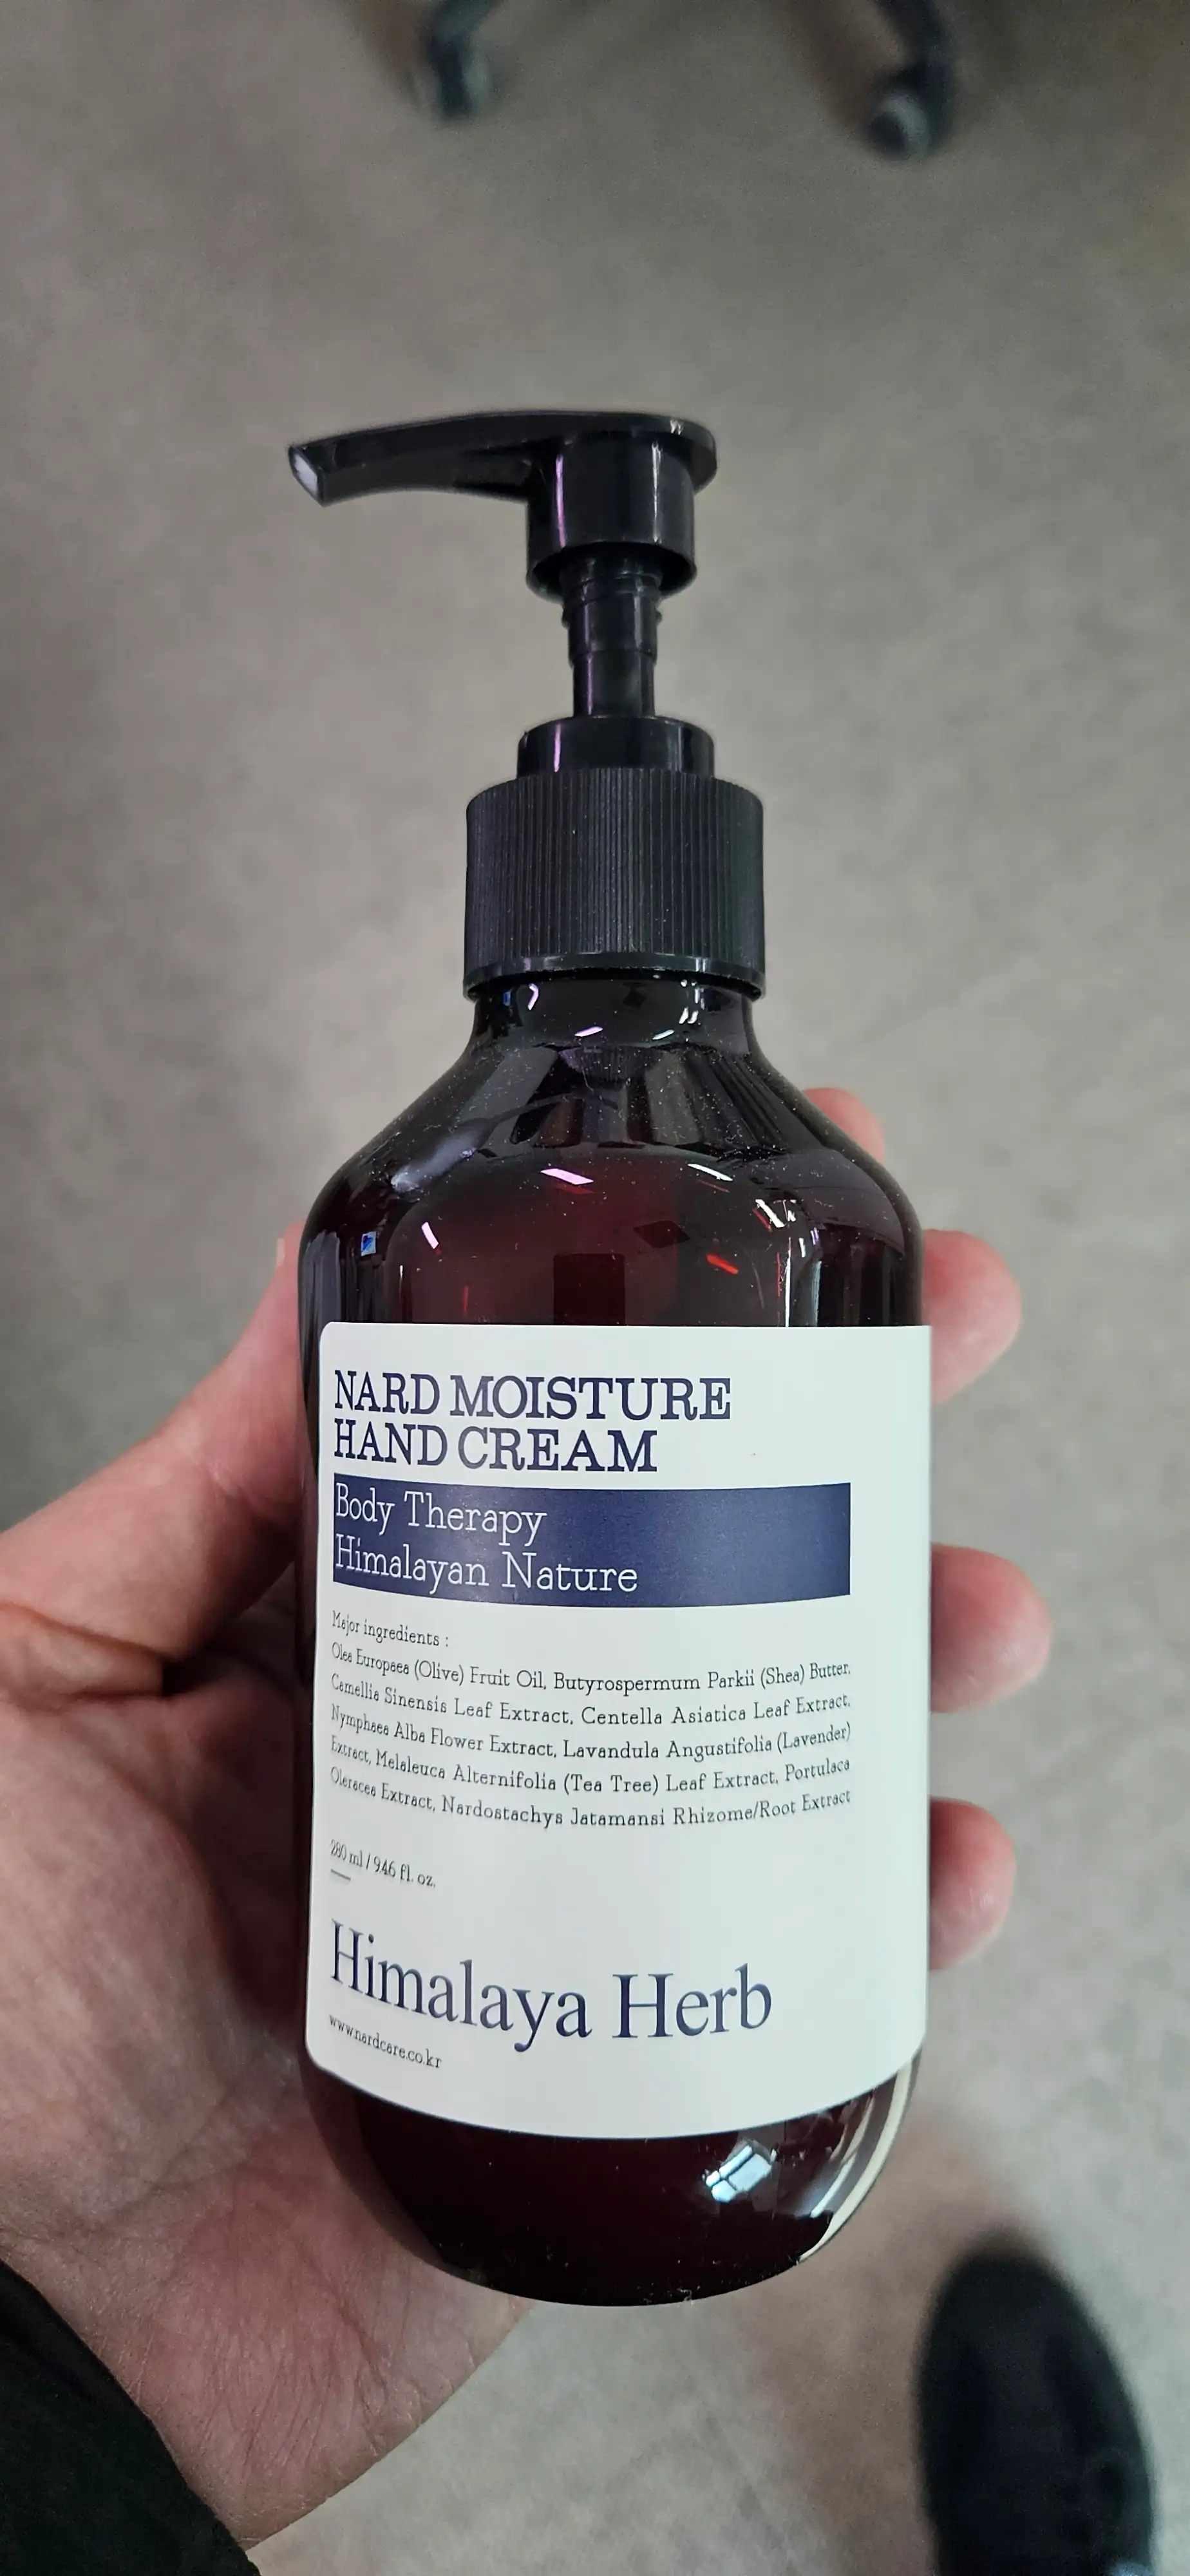 NARD MOISTURE
HAND CREAM
Body Therapy
Himalayan Nature
Major ingredients :
Olea Europaea (Olive) Fruit Oil, Butyrospermum Parkii (Shea) Butter,
Camellia Sinensis Leaf Extract, Centella Asiatica Leaf Extract,
Nymphaea Alba Flower Extract, Lavandula Angustifolia (Lavender)
Extract, Melaleuca Alternifolia (Tea Tree) Leaf Extract, Portulaca
Oleracea Extract, Nardostachys Jatamansi Rhizome/Root Extract
280 ml / 946 fl. oz.
Himalaya Herb
www.nardcare.co.kr